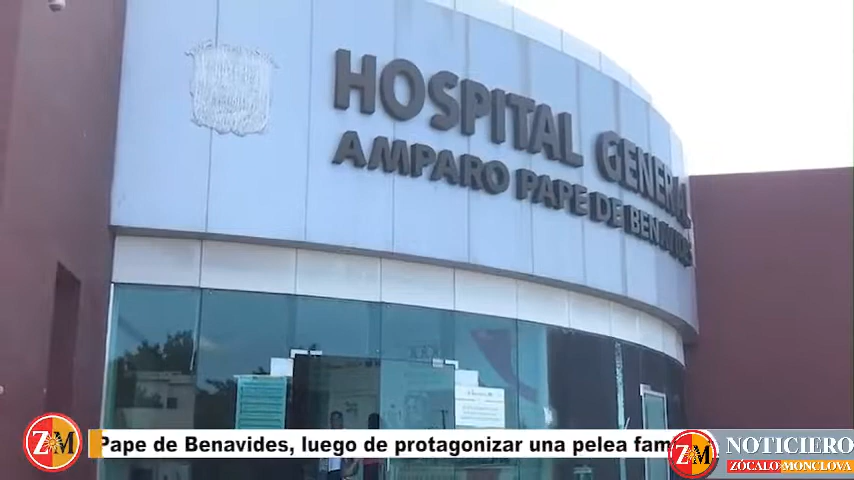 HOSPITAL GENERAL
AMPARO PAPE DE BENAVIDES
ZM
Pape de Benavides, luego de protagonizar una pelea fam
ZM
NOTICIERO
ZÓCALO MONCLOVA